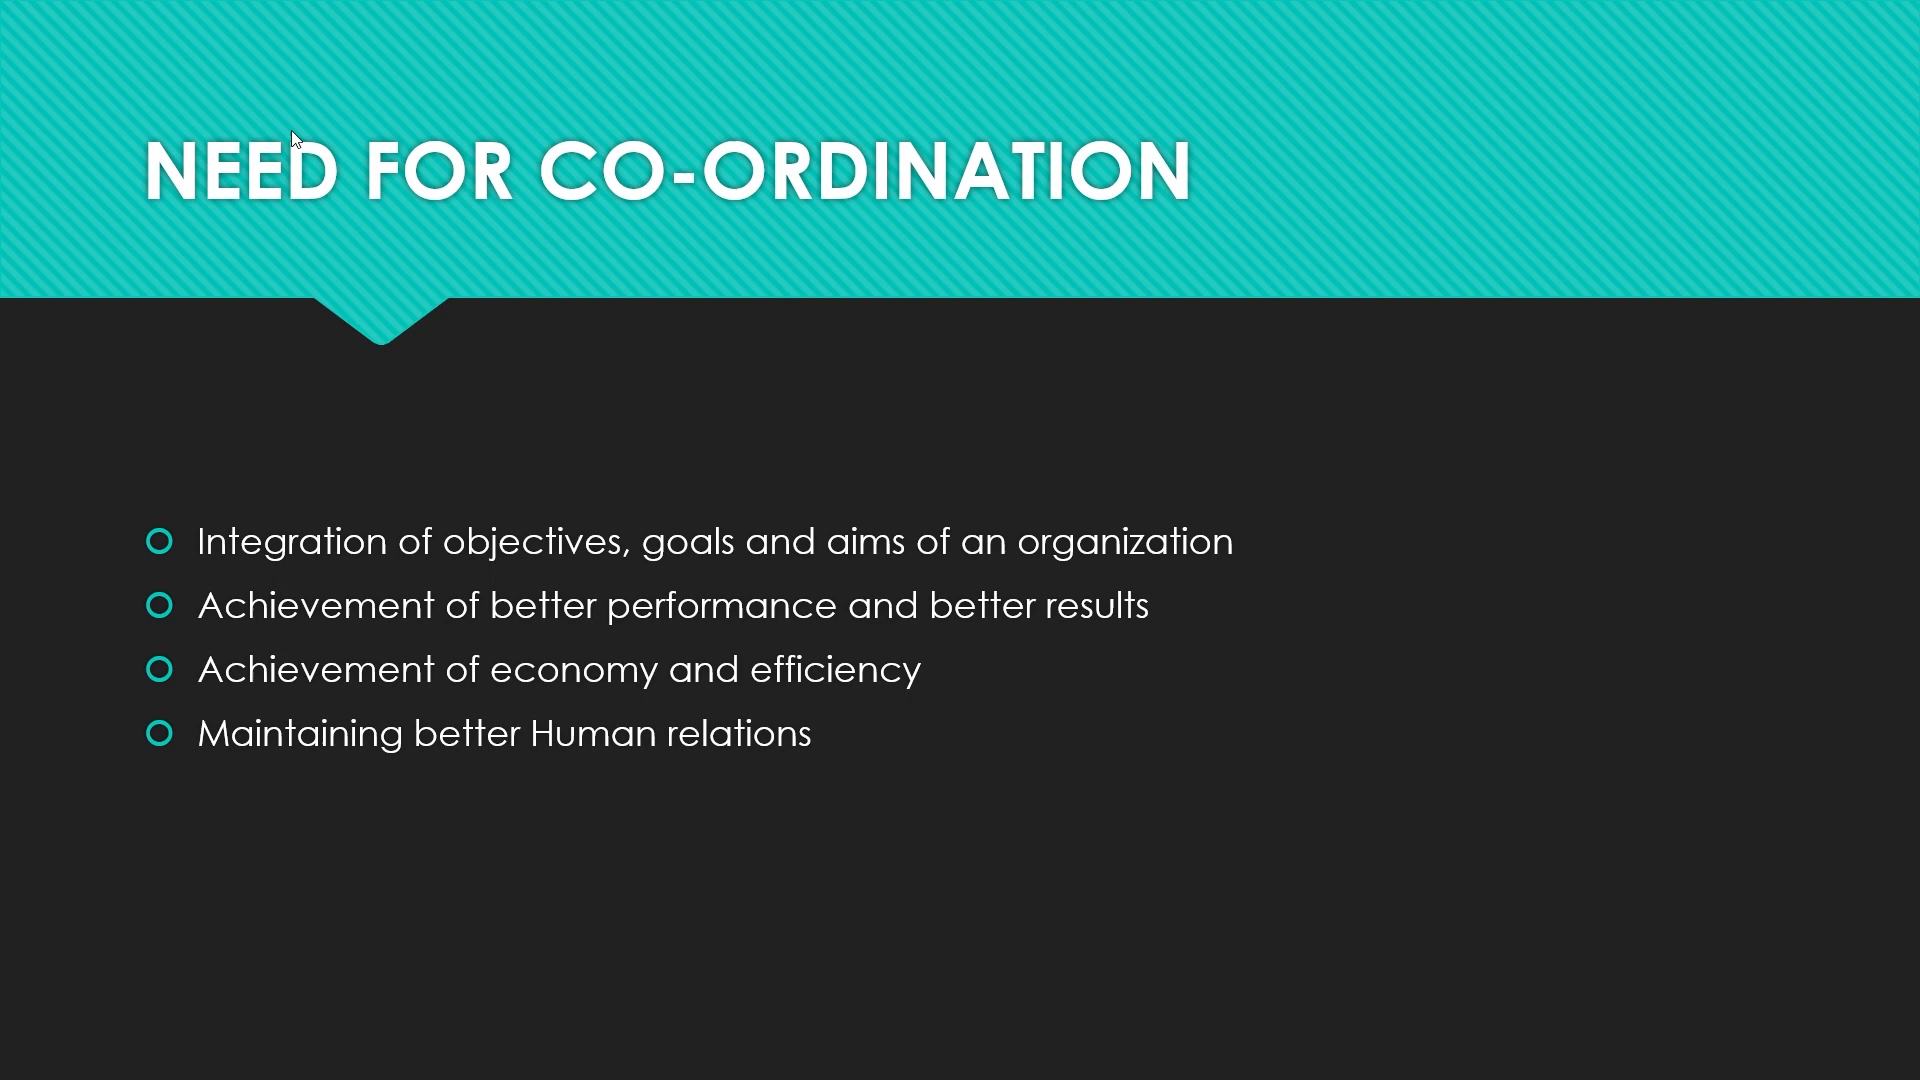 NEED FOR CO-ORDINATION
Integration of objectives, goals and aims of an organization
Achievement of better performance and better results
Achievement of economy and efficiency
Maintaining better Human relations